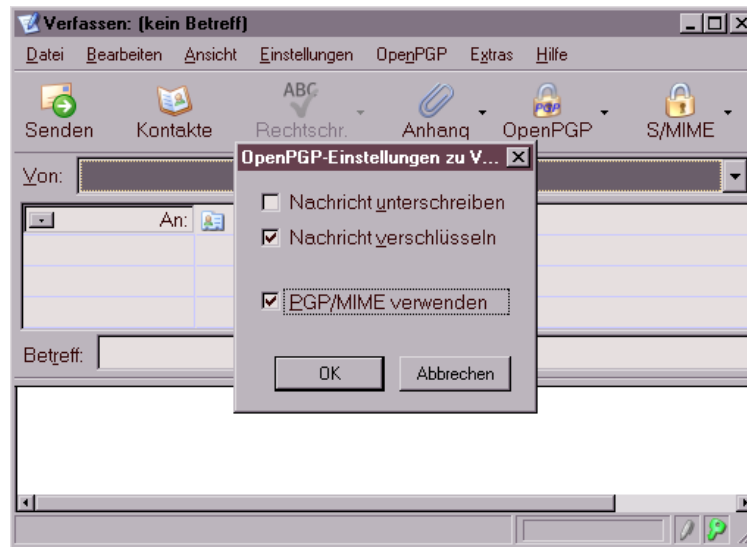 Verfassen: (kein Betreff)
Datei Bearbeiten Ansicht Einstellungen OpenPGP Extras Hilfe
ABC
PGP
Senden Kontakte Rechtschr. Anhang OpenPGP S/MIME
OpenPGP-Einstellungen zu V...
Von:
Nachricht unterschreiben
An:
Nachricht verschlüsseln
PGP/MIME verwenden
Betreff:
OK Abbrechen